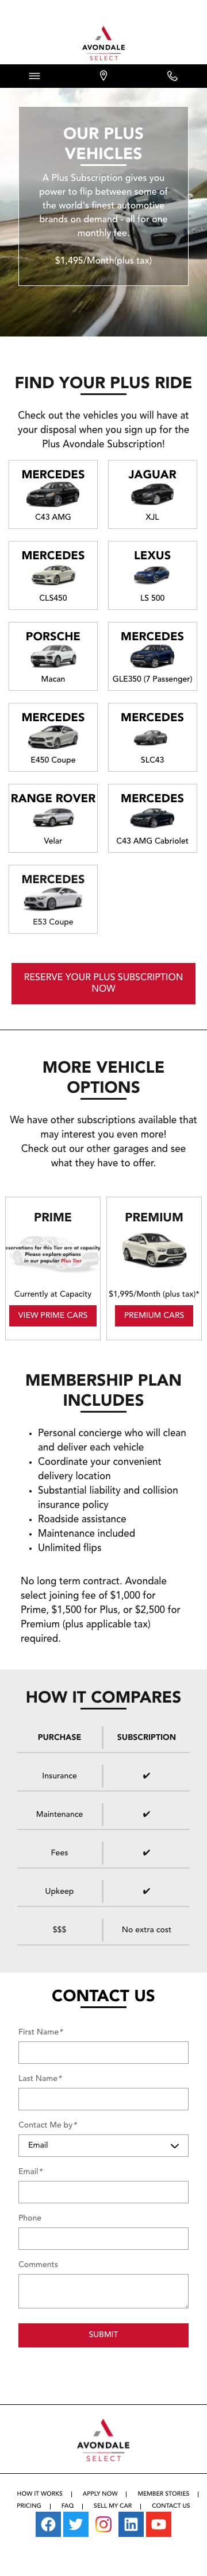 AVONDALE
SELECT
OUR PLUS
VEHICLES
A Plus Subscription gives you
power to flip between some of
the world's finest automotive
brands on demand - all for one
monthly fee.
$1,495/Month(plus tax)
FIND YOUR PLUS RIDE
Check out the vehicles you will have at
your disposal when you sign up for the
Plus Avondale Subscription!
MERCEDES
C43 AMG
JAGUAR
XJL
MERCEDES
CLS450
LEXUS
LS 500
PORSCHE
Macan
MERCEDES
GLE350 (7 Passenger)
MERCEDES
E450 Coupe
MERCEDES
SLC43
RANGE ROVER
Velar
MERCEDES
C43 AMG Cabriolet
MERCEDES
E53 Coupe
RESERVE YOUR PLUS SUBSCRIPTION
NOW
MORE VEHICLE
OPTIONS
We have other subscriptions available that
may interest you even more!
Check out our other garages and see
what they have to offer.
PRIME
eservations for this Tier are at capacity
Please explore options
in our popular Plus Tier
Currently at Capacity
VIEW PRIME CARS
PREMIUM
$1,995/Month (plus tax)*
PREMIUM CARS
MEMBERSHIP PLAN
INCLUDES
• Personal concierge who will clean
and deliver each vehicle
• Coordinate your convenient
delivery location
• Substantial liability and collision
insurance policy
• Roadside assistance
• Maintenance included
• Unlimited flips
No long term contract. Avondale
select joining fee of $1,000 for
Prime, $1,500 for Plus, or $2,500 for
Premium (plus applicable tax)
required.
HOW IT COMPARES
PURCHASE SUBSCRIPTION
Insurance ✔
Maintenance ✔
Fees ✔
Upkeep ✔
$$$ No extra cost
CONTACT US
First Name*
Last Name*
Contact Me by*
Email
Email*
Phone
Comments
SUBMIT
AVONDALE
SELECT
HOW IT WORKS | APPLY NOW | MEMBER STORIES |
PRICING | FAQ | SELL MY CAR | CONTACT US